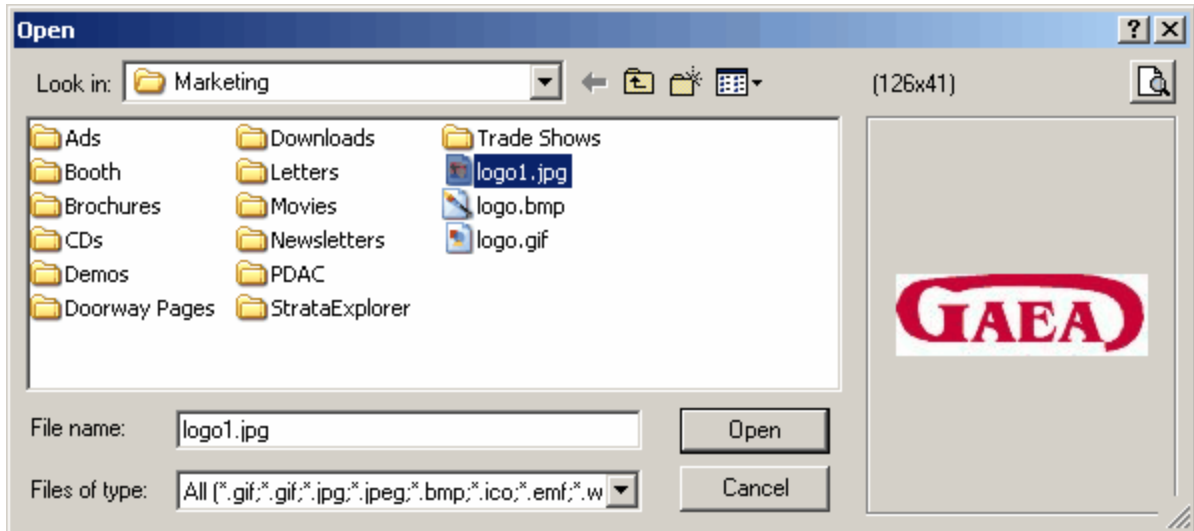 Open
Look in: Marketing (126x41)
Ads Downloads Trade Shows
Booth Letters logo1.jpg
Brochures Movies logo.bmp
CDs Newsletters logo.gif
Demos PDAC
Doorway Pages StrataExplorer
GAEA
File name: logo1.jpg Open
Files of type: All (*.gif;*.gif;*.jpg;*.jpeg;*.bmp;*.ico;*.emf;*.w Cancel